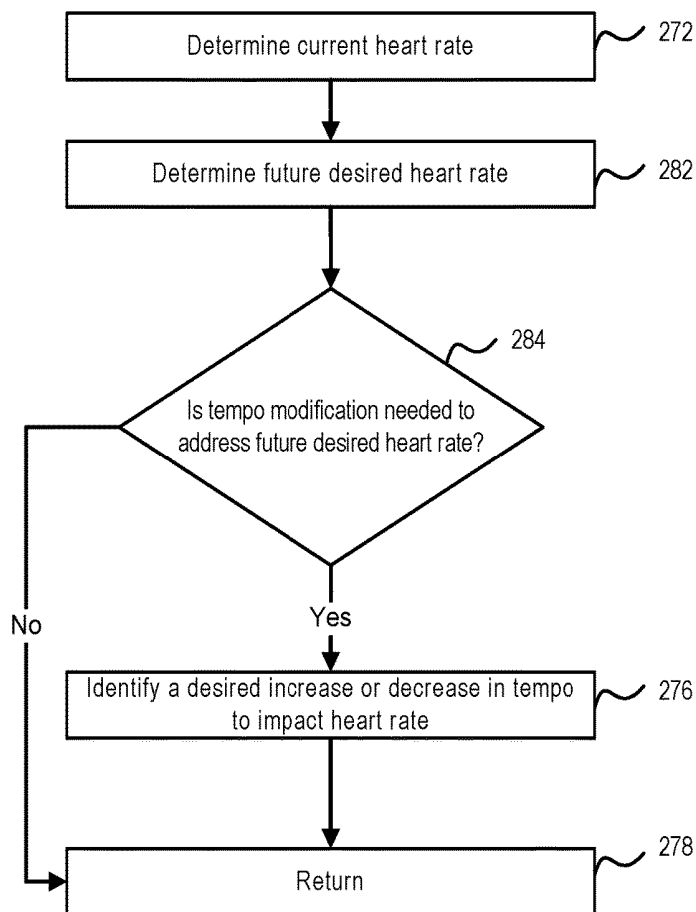 Determine current heart rate
272
Determine future desired heart rate
282
284
Is tempo modification needed to
address future desired heart rate?
No
Yes
Identify a desired increase or decrease in tempo
to impact heart rate
276
Return
278